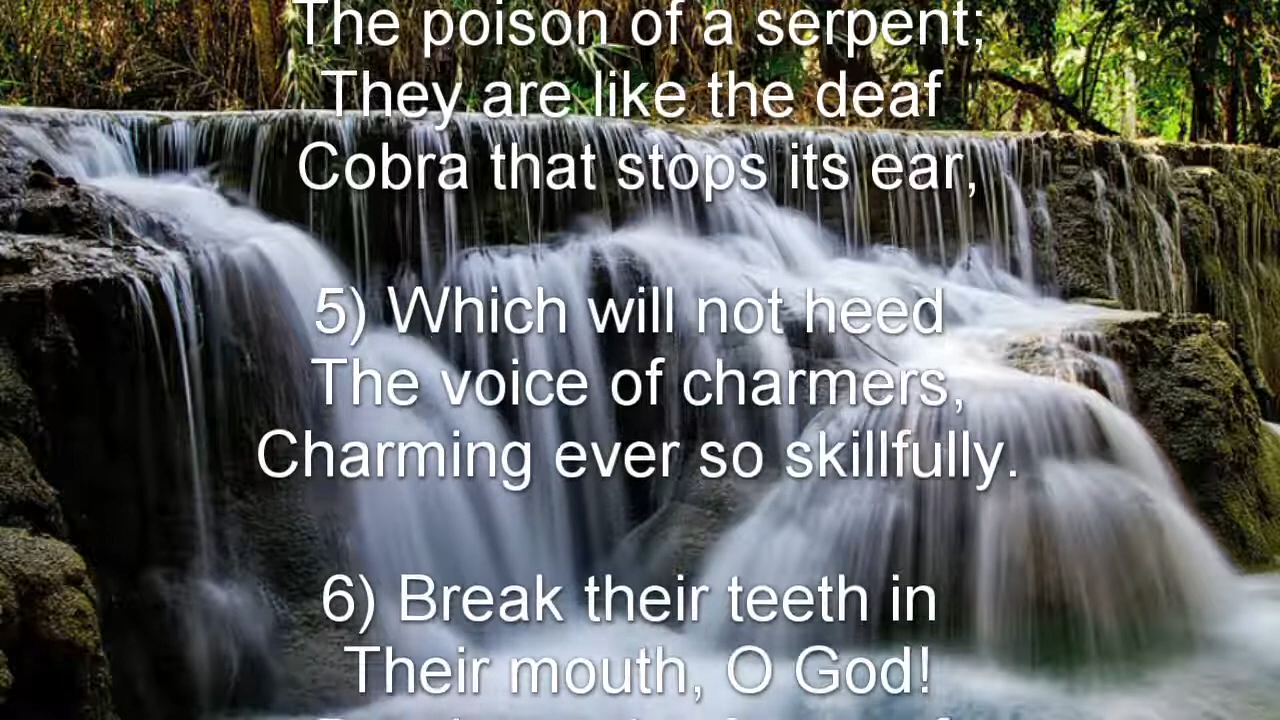 The poison of a serpent;
They are like the deaf
Cobra that stops its ear,
5) Which will not heed
The voice of charmers,
Charming ever so skillfully.
6) Break their teeth in
Their mouth, O God!